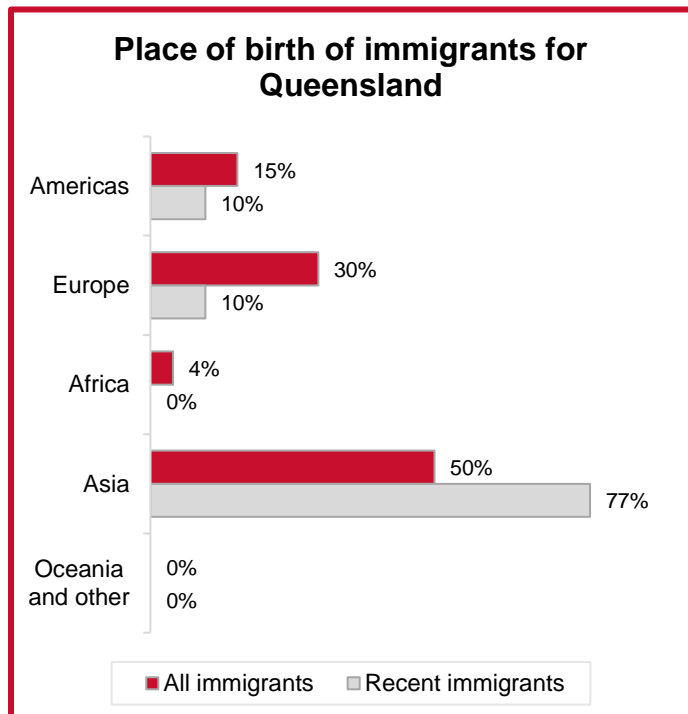 Place of birth of immigrants for
Queensland
Americas
15%
10%
Europe
30%
10%
Africa
4%
0%
Asia
50%
77%
Oceania
and other
0%
0%
All immigrants
Recent immigrants